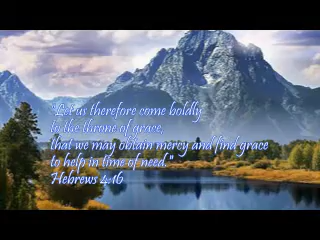 "Let us therefore come boldly
to the throne of grace,
that we may obtain mercy and find grace
to help in time of need."
Hebrews 4:16